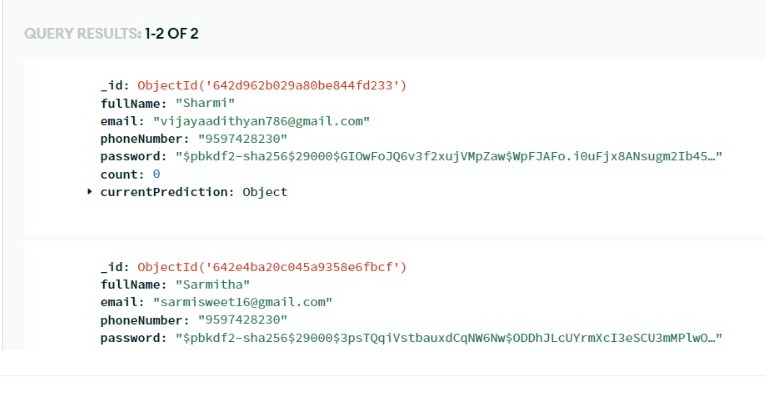 QUERY RESULTS: 1-2 OF 2
_id: ObjectId('642d962b029a80be844fd233')
fullName: "Sharmi"
email: "vijayaadithyan786@gmail.com"
phoneNumber: "9597428230"
password: "$pbkdf2-sha256$29000$GIOwFoJQ6v3f2xujVMpZaw$WpFJAFo.i0uFjx8ANsugm2Ib45…"
count: 0
currentPrediction: Object
_id: ObjectId('642e4ba20c045a9358e6fbcf')
fullName: "Sarmitha"
email: "sarmisweet16@gmail.com"
phoneNumber: "9597428230"
password: "$pbkdf2-sha256$29000$3psTQqiVstbauxdCqNW6Nw$ODDhJLcUYrmXcI3eSCU3mMPlwO…"